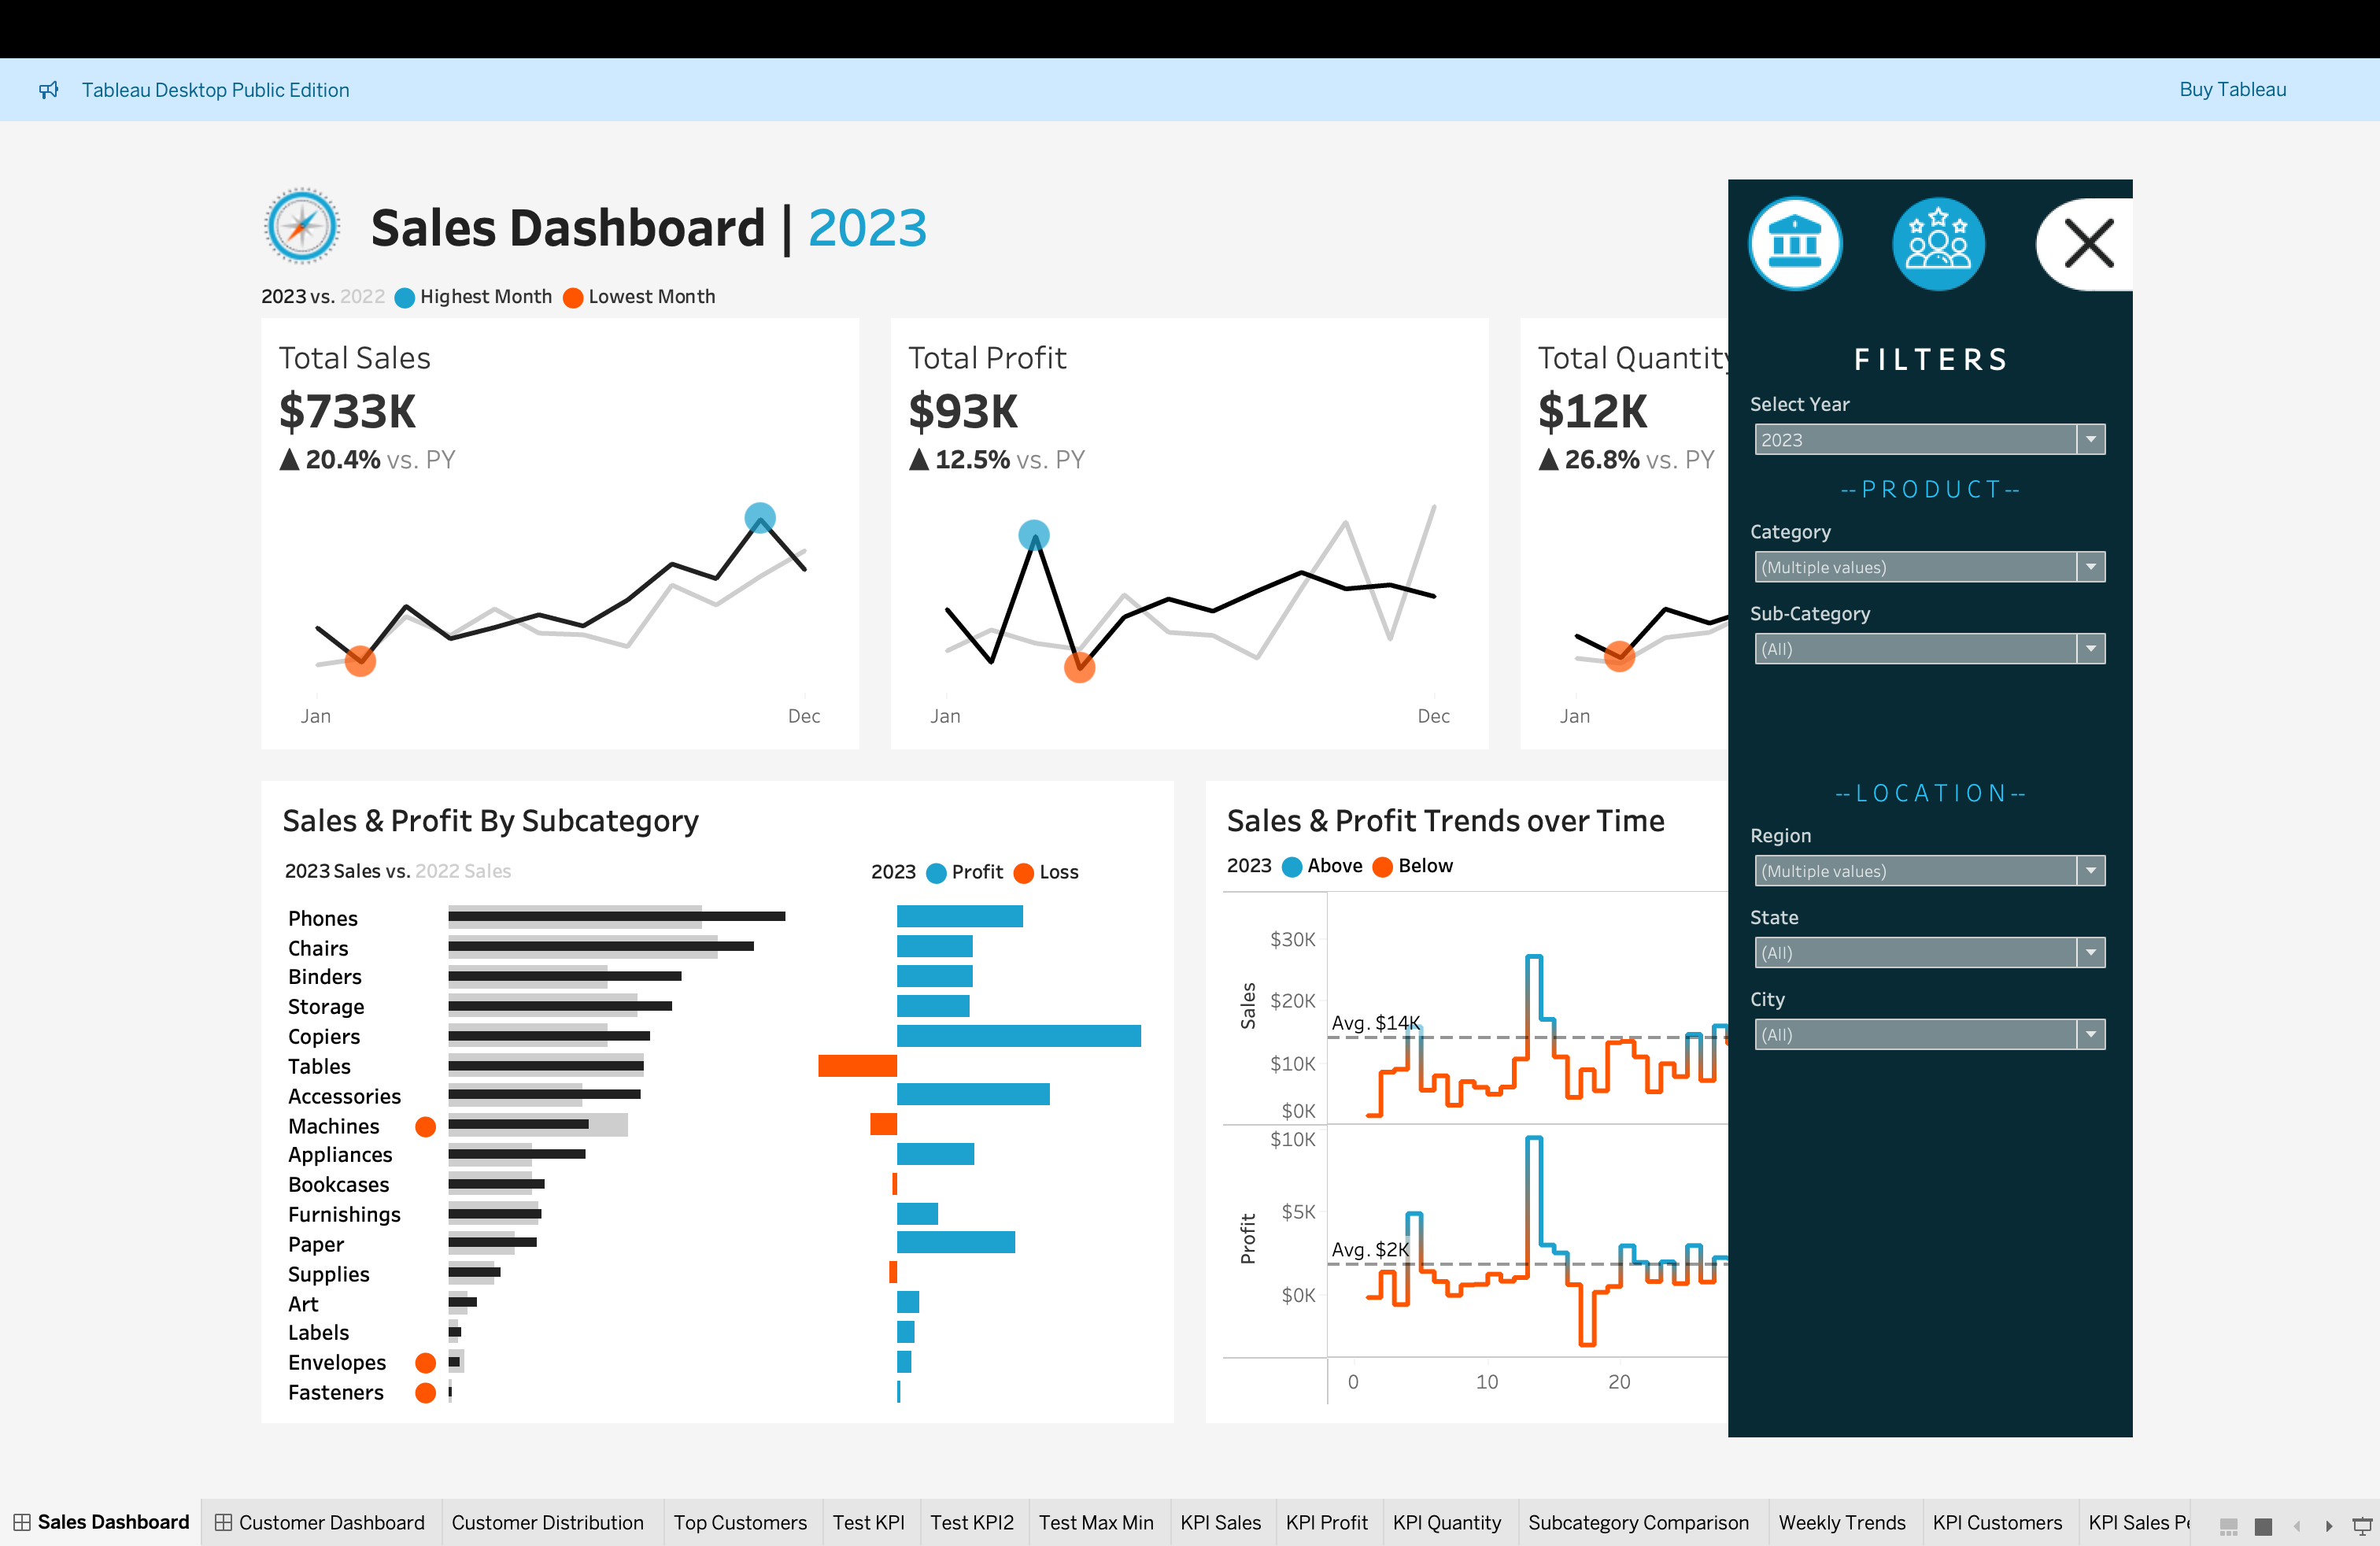 Tableau Desktop Public Edition
Buy Tableau
Sales Dashboard | 2023
2023 vs. 2022 Highest Month Lowest Month
Total Sales
$733K
▲ 20.4% vs. PY
Jan Dec
Total Profit
$93K
▲ 12.5% vs. PY
Jan Dec
Total Quantity
$12K
▲ 26.8% vs. PY
Jan
FILTERS
Select Year
2023
--PRODUCT--
Category
(Multiple values)
Sub-Category
(All)
--LOCATION--
Region
(Multiple values)
State
(All)
City
(All)
Sales & Profit By Subcategory
2023 Sales vs. 2022 Sales
2023 Profit Loss
Phones
Chairs
Binders
Storage
Copiers
Tables
Accessories
Machines
Appliances
Bookcases
Furnishings
Paper
Supplies
Art
Labels
Envelopes
Fasteners
Sales & Profit Trends over Time
2023 Above Below
Sales
$30K
$20K
$10K
$0K
Avg. $14K
Profit
$10K
$5K
$0K
Avg. $2K
0 10 20
Sales Dashboard Customer Dashboard Customer Distribution Top Customers Test KPI Test KPI2 Test Max Min KPI Sales KPI Profit KPI Quantity Subcategory Comparison Weekly Trends KPI Customers KPI Sales